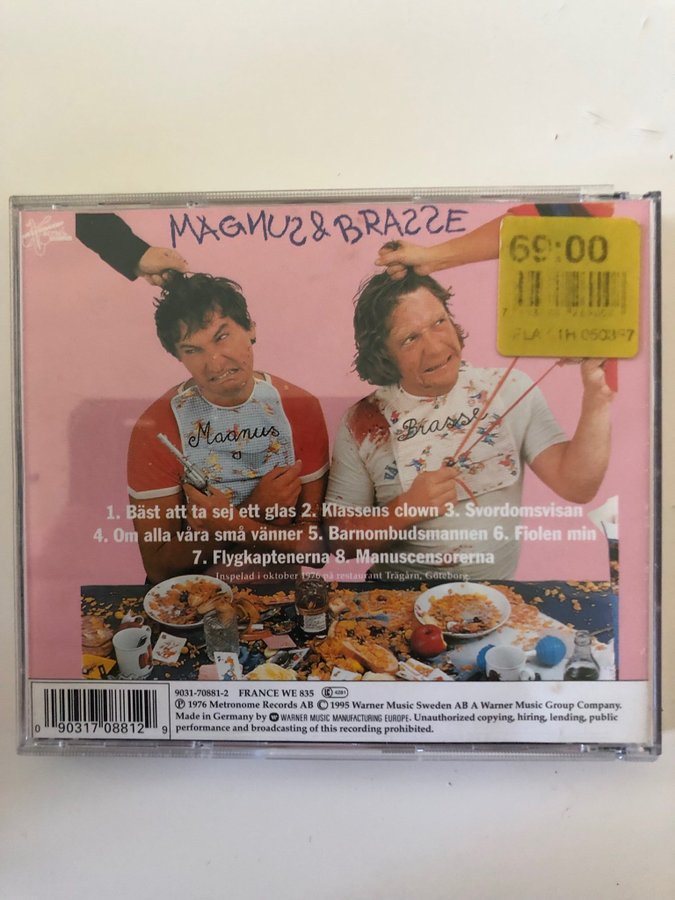 MAGNUS & BRASSE
69:00
Magnus
Brasse
1. Bäst att ta sej ett glas 2. Klassens clown 3. Svordomsvisan
4. Om alla våra små vänner 5. Barnombudsmannen 6. Fiolen min
7. Flygkaptenerna 8. Manuscensorerna
Inspelad i oktober 1976 på restaurant Trägårn, Göteborg
9031-70881-2 FRANCE WE 835 LC 4281
Ⓟ 1976 Metronome Records AB Ⓒ 1995 Warner Music Sweden AB A Warner Music Group Company.
Made in Germany by WARNER MUSIC MANUFACTURING EUROPE. Unauthorized copying, hiring, lending, public
performance and broadcasting of this recording prohibited.
0 90317 08812 9